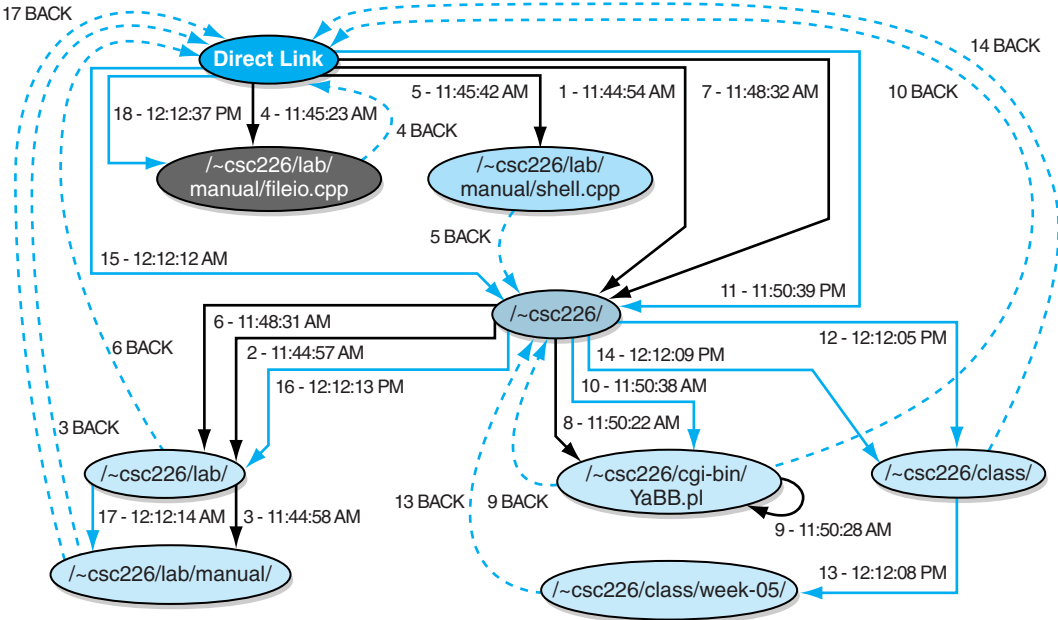 17 BACK
14 BACK
Direct Link
10 BACK
5 - 11:45:42 AM
1 - 11:44:54 AM
7 - 11:48:32 AM
18 - 12:12:37 PM
4 - 11:45:23 AM
4 BACK
/~csc226/lab/
manual/fileio.cpp
/~csc226/lab/
manual/shell.cpp
5 BACK
15 - 12:12:12 AM
11 - 11:50:39 PM
/~csc226/
6 - 11:48:31 AM
12 - 12:12:05 PM
2 - 11:44:57 AM
14 - 12:12:09 PM
6 BACK
16 - 12:12:13 PM
10 - 11:50:38 AM
8 - 11:50:22 AM
3 BACK
/~csc226/lab/
/~csc226/cgi-bin/
YaBB.pl
/~csc226/class/
13 BACK
9 BACK
17 - 12:12:14 AM
3 - 11:44:58 AM
9 - 11:50:28 AM
/~csc226/lab/manual/
13 - 12:12:08 PM
/~csc226/class/week-05/